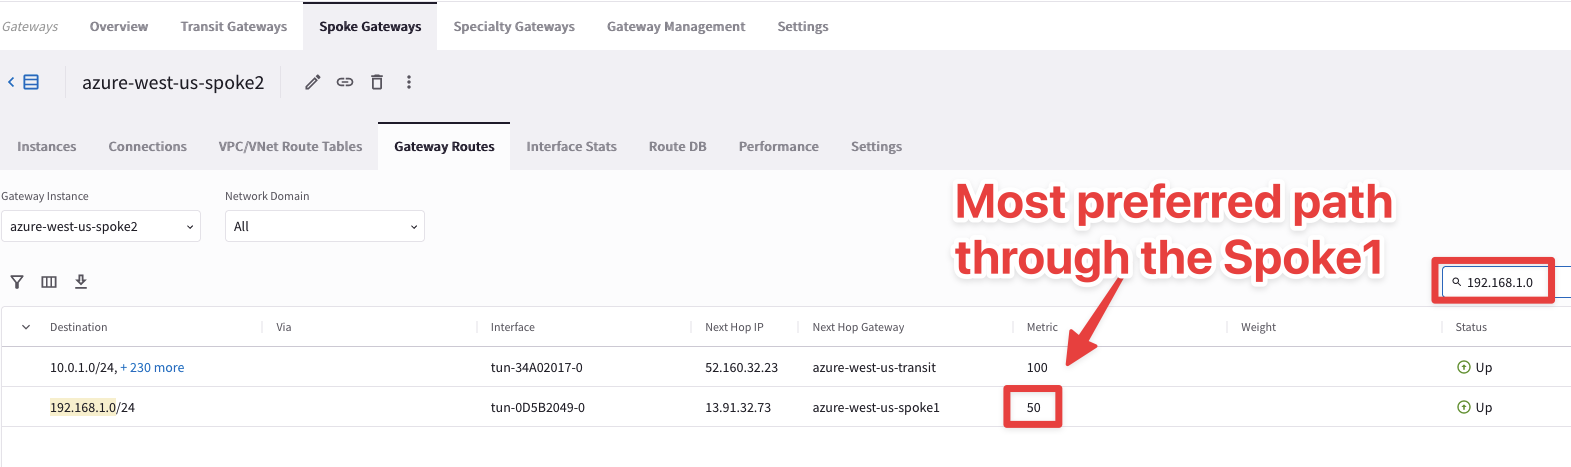 Gateways Overview Transit Gateways Spoke Gateways Specialty Gateways Gateway Management Settings
azure-west-us-spoke2
Instances Connections VPC/VNet Route Tables Gateway Routes Interface Stats Route DB Performance Settings
Gateway Instance Network Domain
azure-west-us-spoke2 All
Most preferred path
through the Spoke1
192.168.1.0
Destination Via Interface Next Hop IP Next Hop Gateway Metric Weight Status
10.0.1.0/24, + 230 more tun-34A02017-0 52.160.32.23 azure-west-us-transit 100 Up
192.168.1.0/24 tun-0D5B2049-0 13.91.32.73 azure-west-us-spoke1 50 Up